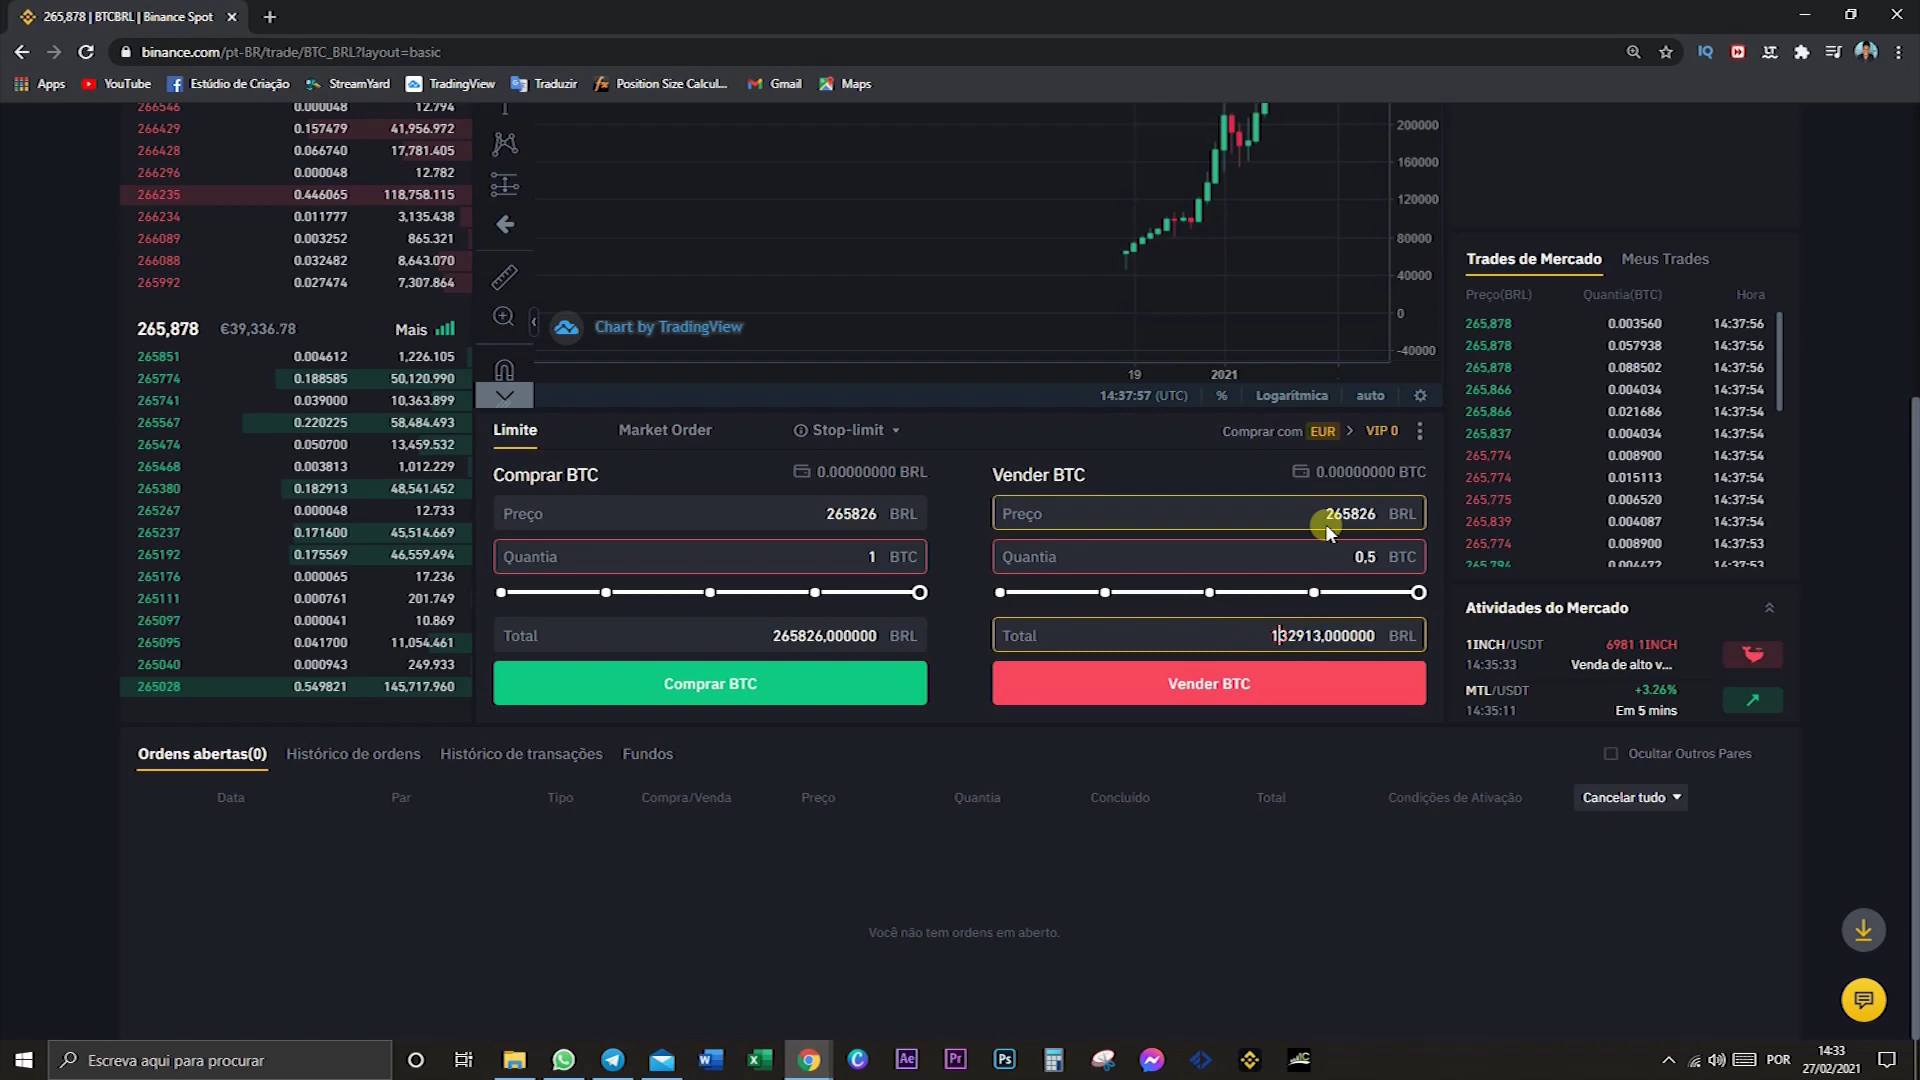 265,878 | BTCBRL | Binance Spot
binance.com/pt-BR/trade/BTC_BRL?layout=basic
Apps YouTube Estúdio de Criação StreamYard TradingView Traduzir Position Size Calcul... Gmail Maps
266546 0.000048 12.794
266429 0.157479 41,956.972
266428 0.066740 17,781.405
266296 0.000048 12.782
266235 0.446065 118,758.115
266234 0.011777 3,135.438
266089 0.003252 865.321
266088 0.032482 8,643.070
265992 0.027474 7,307.864
265,878 €39,336.78 Mais
265851 0.004612 1,226.105
265774 0.188585 50,120.990
265741 0.039000 10,363.899
265567 0.220225 58,484.493
265474 0.050700 13,459.532
265468 0.003813 1,012.229
265380 0.182913 48,541.452
265267 0.000048 12.733
265237 0.171600 45,514.669
265192 0.175569 46,559.494
265176 0.000065 17.236
265111 0.000761 201.749
265097 0.000041 10.869
265095 0.041700 11,054.461
265040 0.000943 249.933
265028 0.549821 145,717.960
200000
160000
120000
80000
40000
0
-40000
Chart by TradingView
19 2021
14:37:57 (UTC) % Logarítmica auto
Limite Market Order Stop-limit Comprar com EUR VIP 0
Comprar BTC 0.00000000 BRL
Preço 265826 BRL
Quantia 1 BTC
Total 265826,000000 BRL
Comprar BTC
Vender BTC 0.00000000 BTC
Preço 265826 BRL
Quantia 0,5 BTC
Total 132913,000000 BRL
Vender BTC
Trades de Mercado Meus Trades
Preço(BRL) Quantia(BTC) Hora
265,878 0.003560 14:37:56
265,878 0.057938 14:37:56
265,878 0.088502 14:37:56
265,866 0.004034 14:37:54
265,866 0.021686 14:37:54
265,837 0.004034 14:37:54
265,774 0.008900 14:37:54
265,774 0.015113 14:37:54
265,775 0.006520 14:37:54
265,839 0.004087 14:37:54
265,774 0.008900 14:37:53
265,794 0.004472 14:37:53
Atividades do Mercado
1INCH/USDT 6981 1INCH
14:35:33 Venda de alto v...
MTL/USDT +3.26%
14:35:11 Em 5 mins
Ordens abertas(0) Histórico de ordens Histórico de transações Fundos Ocultar Outros Pares
Data Par Tipo Compra/Venda Preço Quantia Concluído Total Condições de Ativação Cancelar tudo
Você não tem ordens em aberto.
Escreva aqui para procurar
POR
14:33
27/02/2021